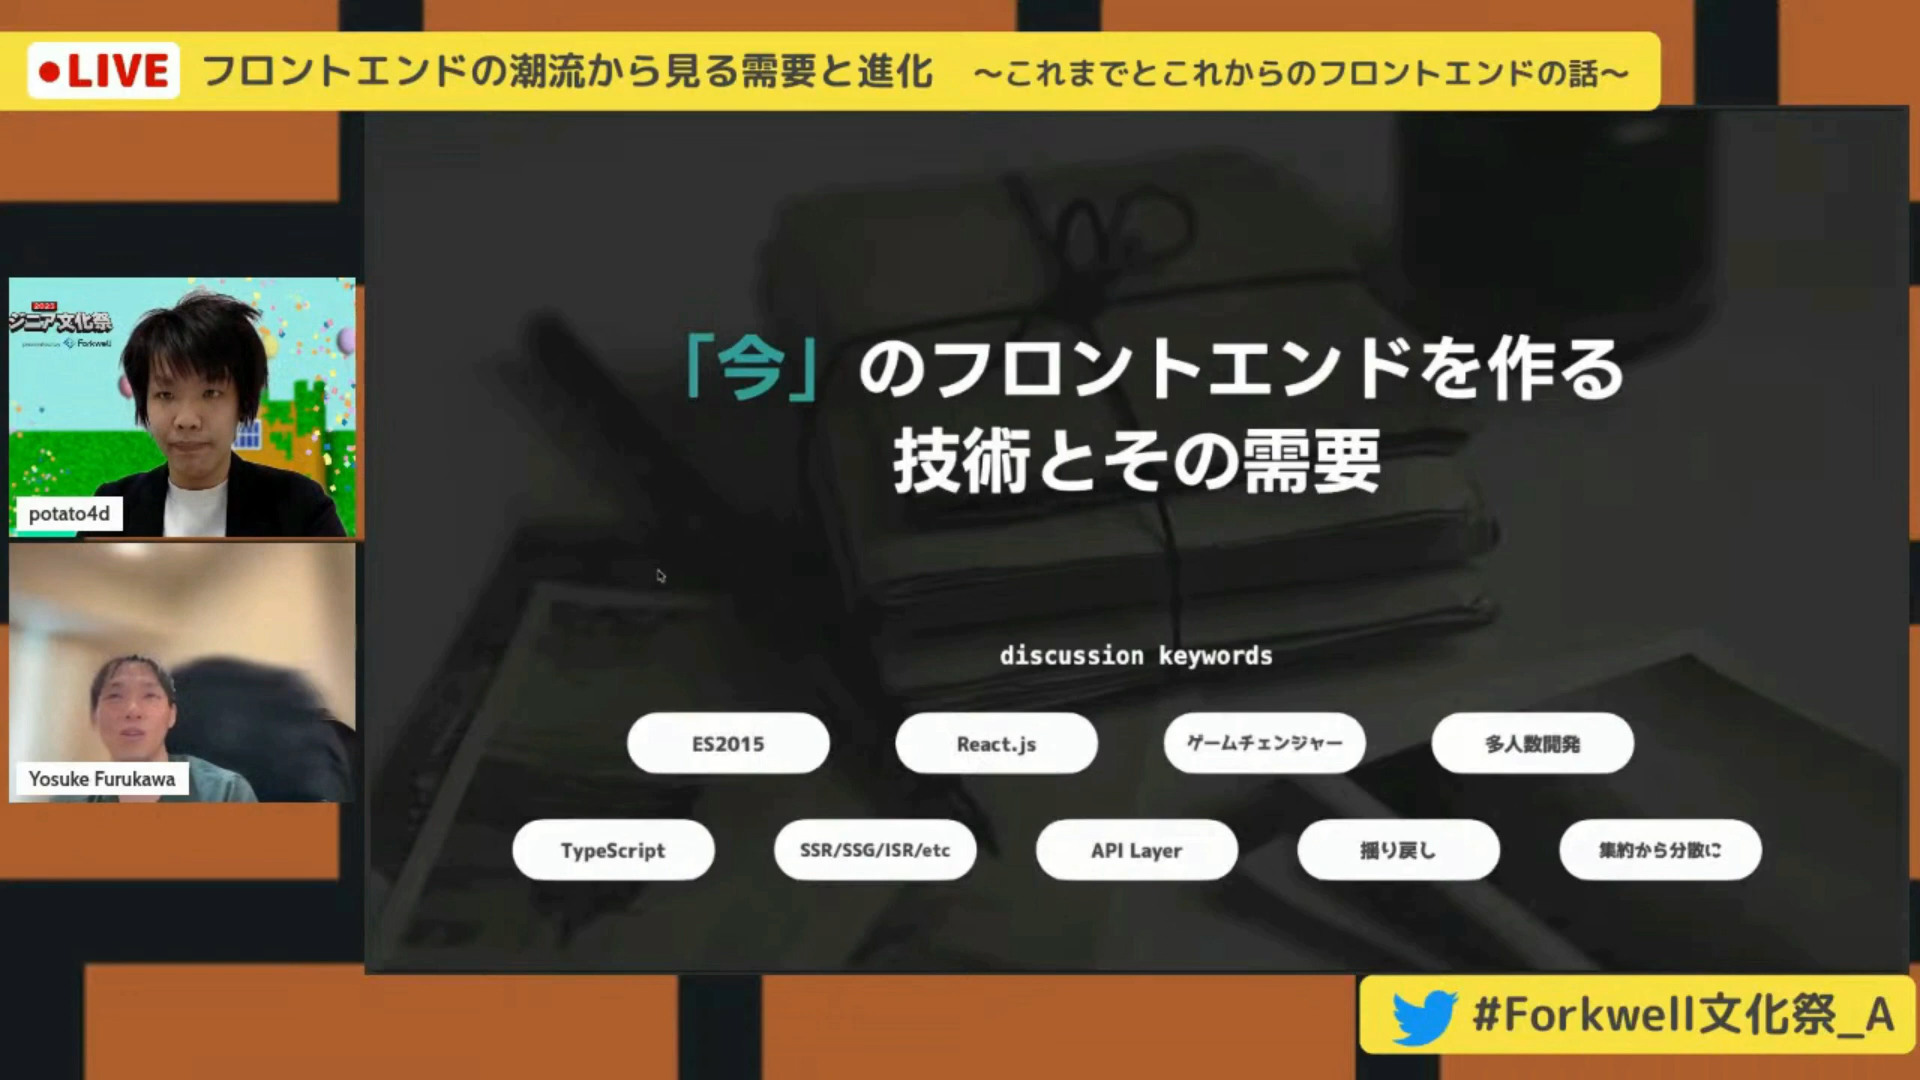 LIVE
フロントエンドの潮流から見る需要と進化 ～これまでとこれからのフロントエンドの話～
2023
ジニア文化祭
Forkwell
potato4d
Yosuke Furukawa
「今」のフロントエンドを作る
技術とその需要
discussion keywords
ES2015
React.js
ゲームチェンジャー
多人数開発
TypeScript
SSR/SSG/ISR/etc
API Layer
揺り戻し
集約から分散に
#Forkwell文化祭_A